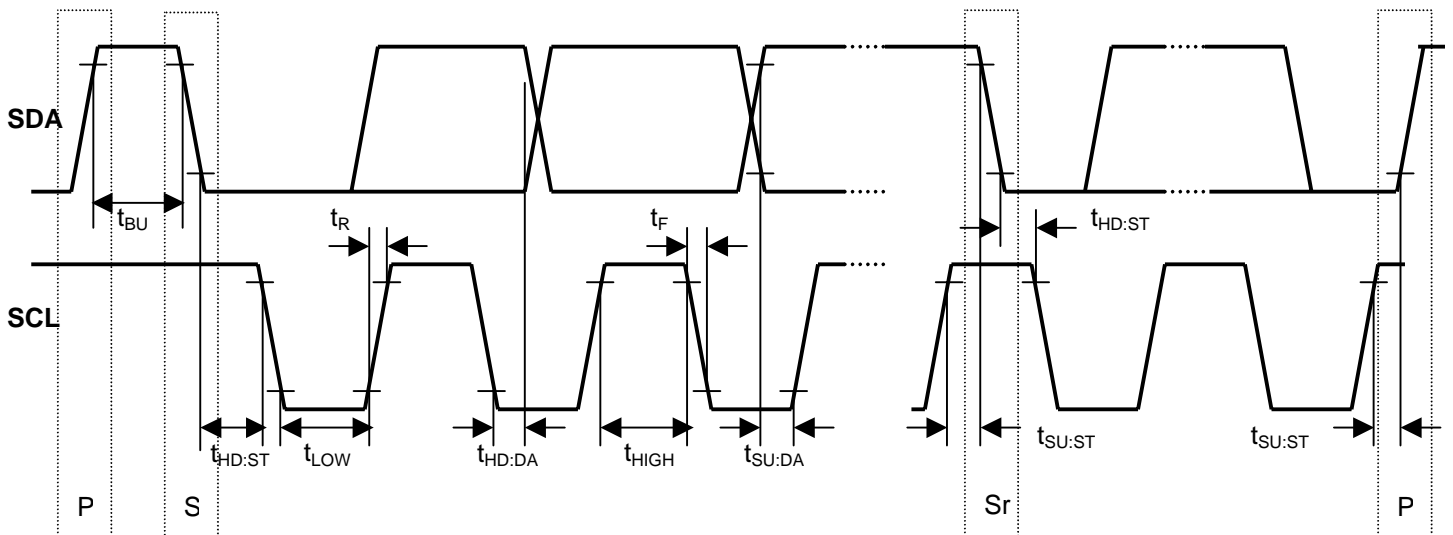 SDA
tBU
tR
tF
tHD:ST
SCL
tHD:ST
tLOW
tHD:DA
tHIGH
tSU:DA
tSU:ST
tSU:ST
P
S
Sr
P